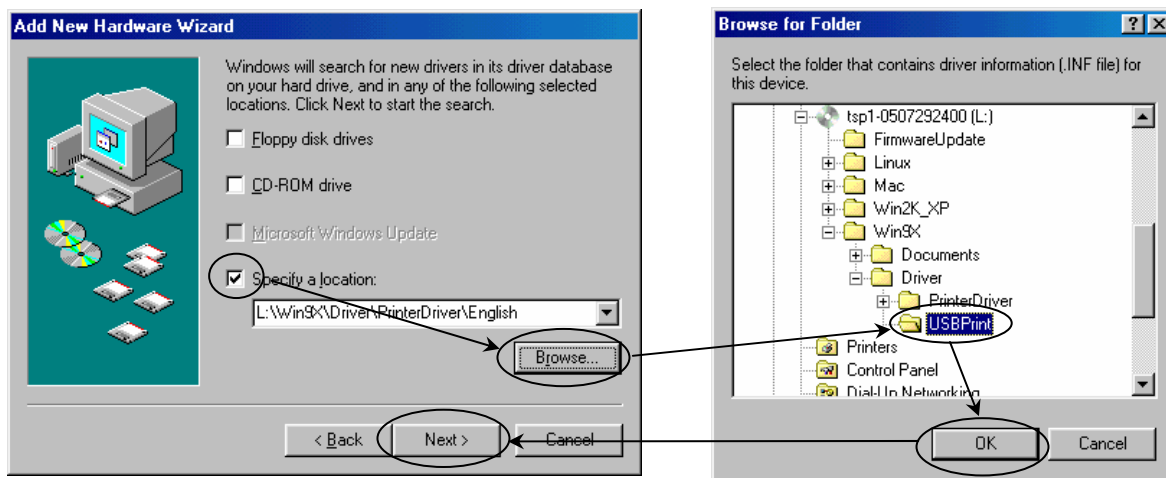 Add New Hardware Wizard
Windows will search for new drivers in its driver database
on your hard drive, and in any of the following selected
locations. Click Next to start the search.
Floppy disk drives
CD-ROM drive
Microsoft Windows Update
Specify a location:
L:\Win9X\Driver\PrinterDriver\English
Browse...
< Back
Next >
Cancel
Browse for Folder
Select the folder that contains driver information (.INF file) for
this device.
tsp1-0507292400 (L:)
FirmwareUpdate
Linux
Mac
Win2K_XP
Win9X
Documents
Driver
PrinterDriver
USBPrint
Printers
Control Panel
Dial-Up Networking
OK
Cancel